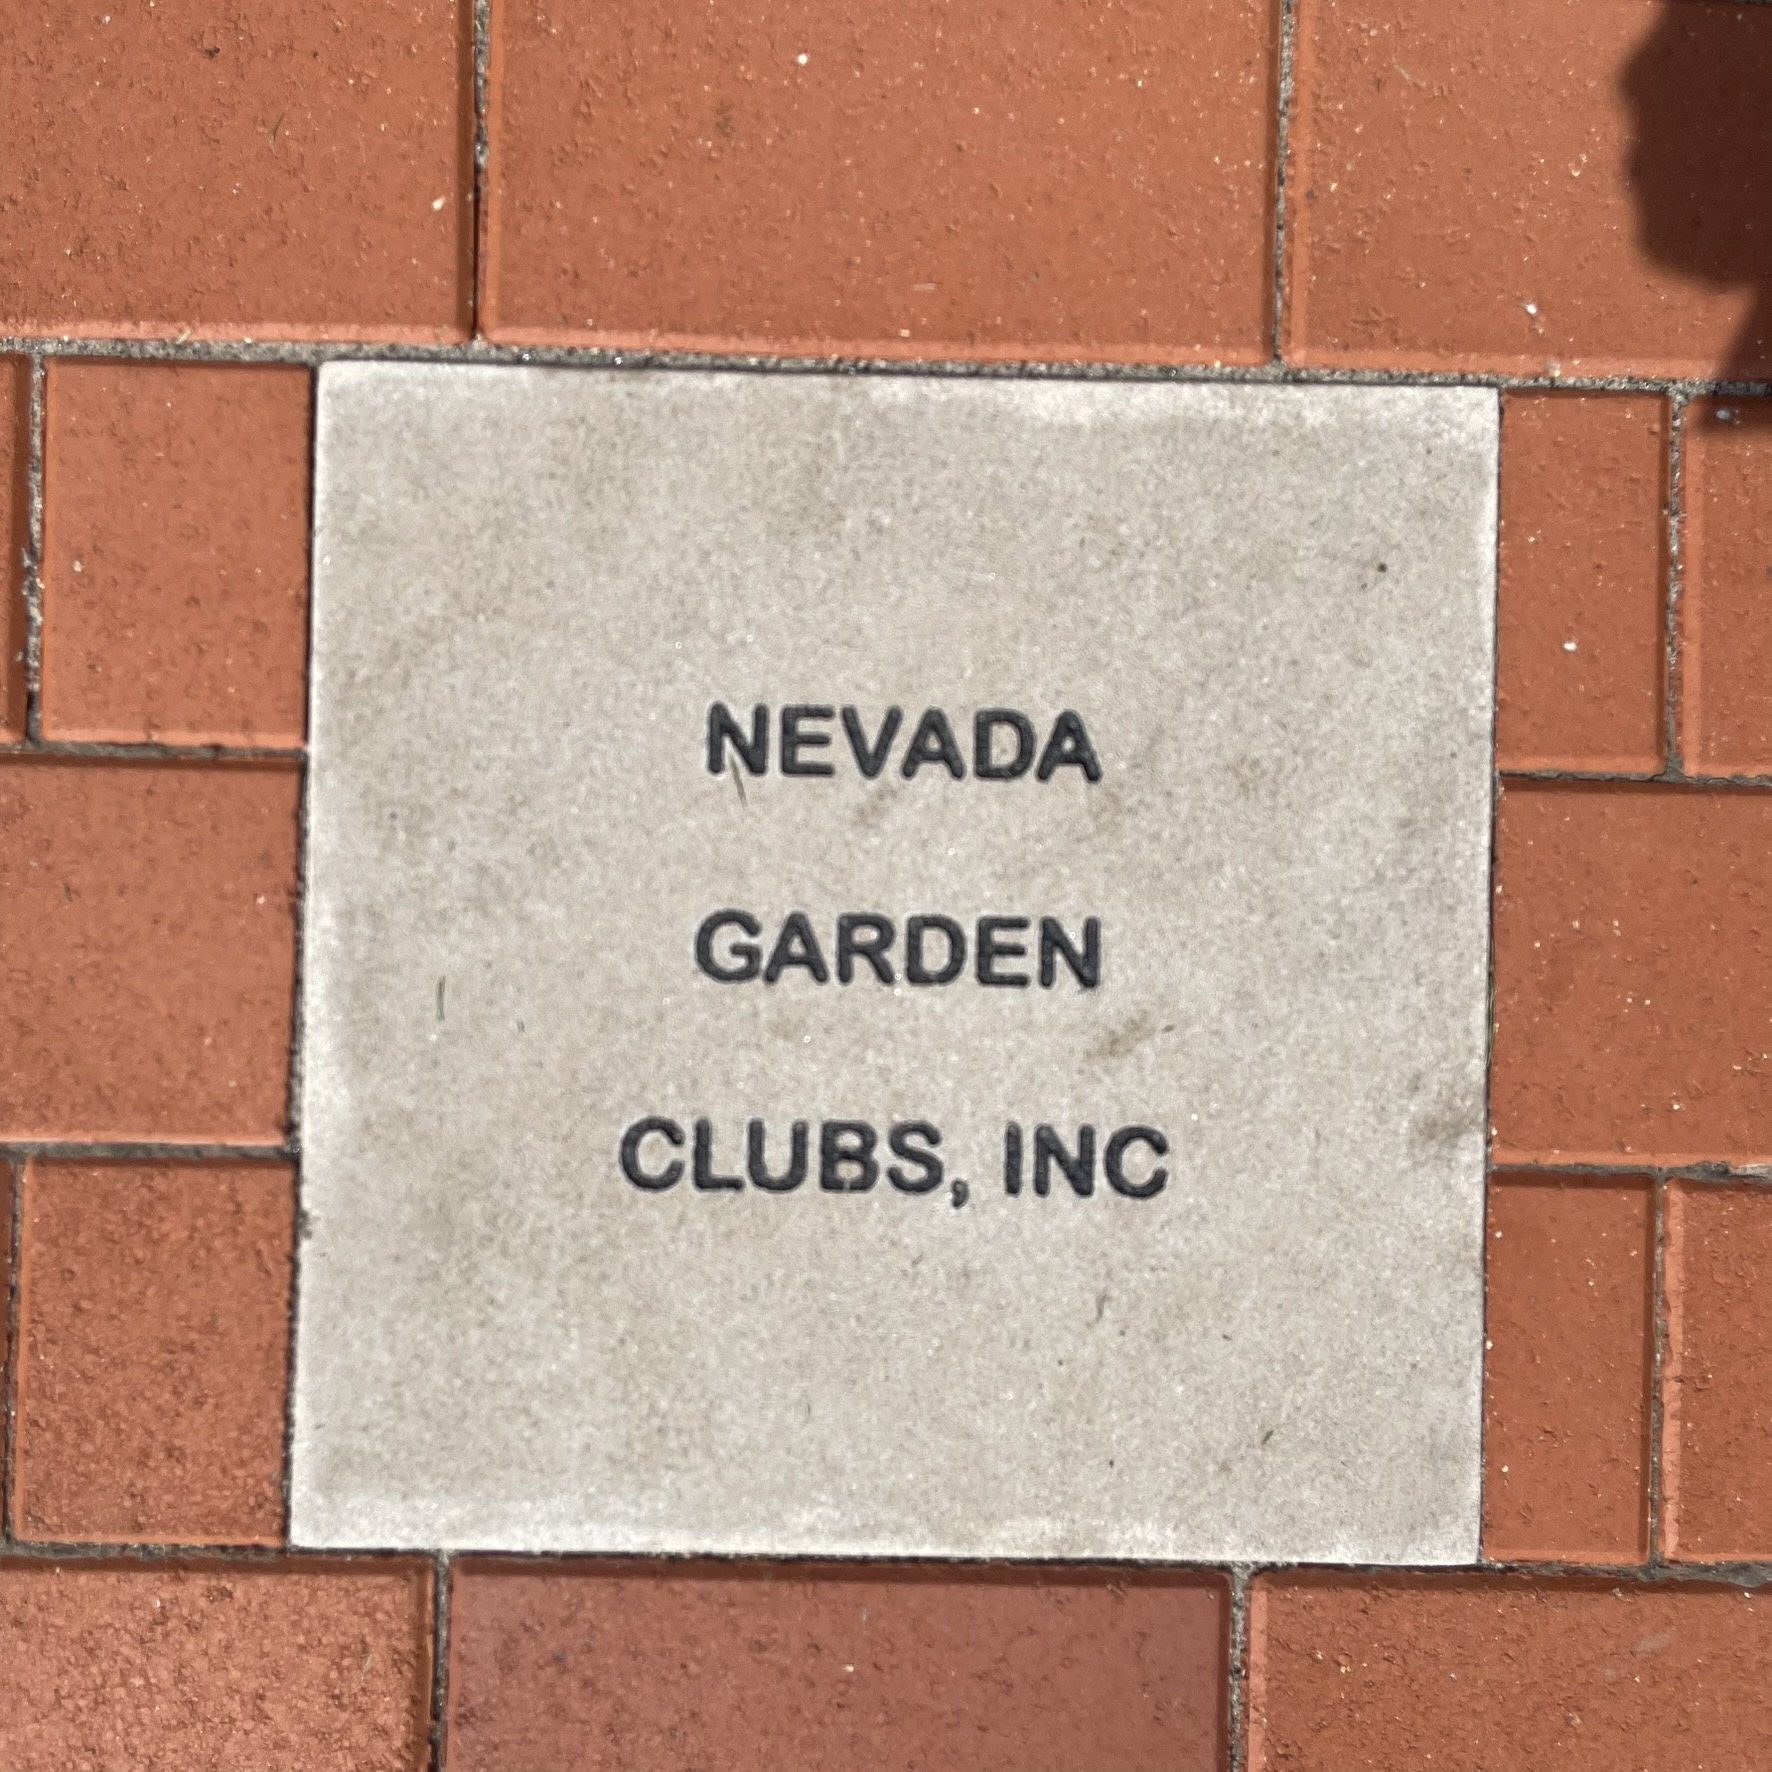 NEVADA
GARDEN
CLUBS, INC